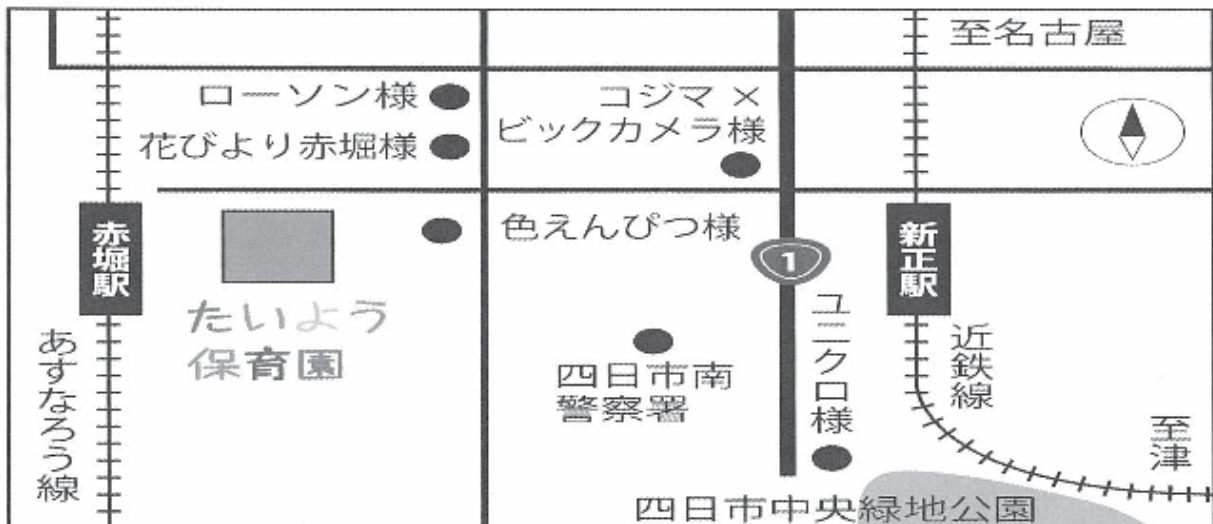 至名古屋
ローソン様
花びより赤堀様
コジマ ×
ビックカメラ様
赤堀駅
色えんぴつ様
1
新正駅
たいよう
保育園
あすなろう線
四日市南
警察署
ユニクロ様
近鉄線
至津
四日市中央緑地公園